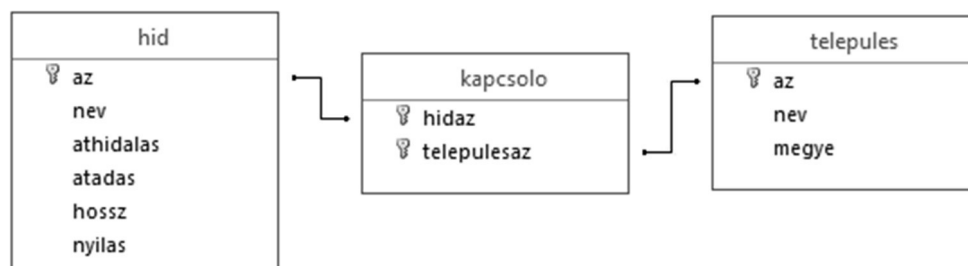 hid
az
nev
athidalas
atadas
hossz
nyilas
kapcsolo
hidaz
telepulesaz
telepules
az
nev
megye